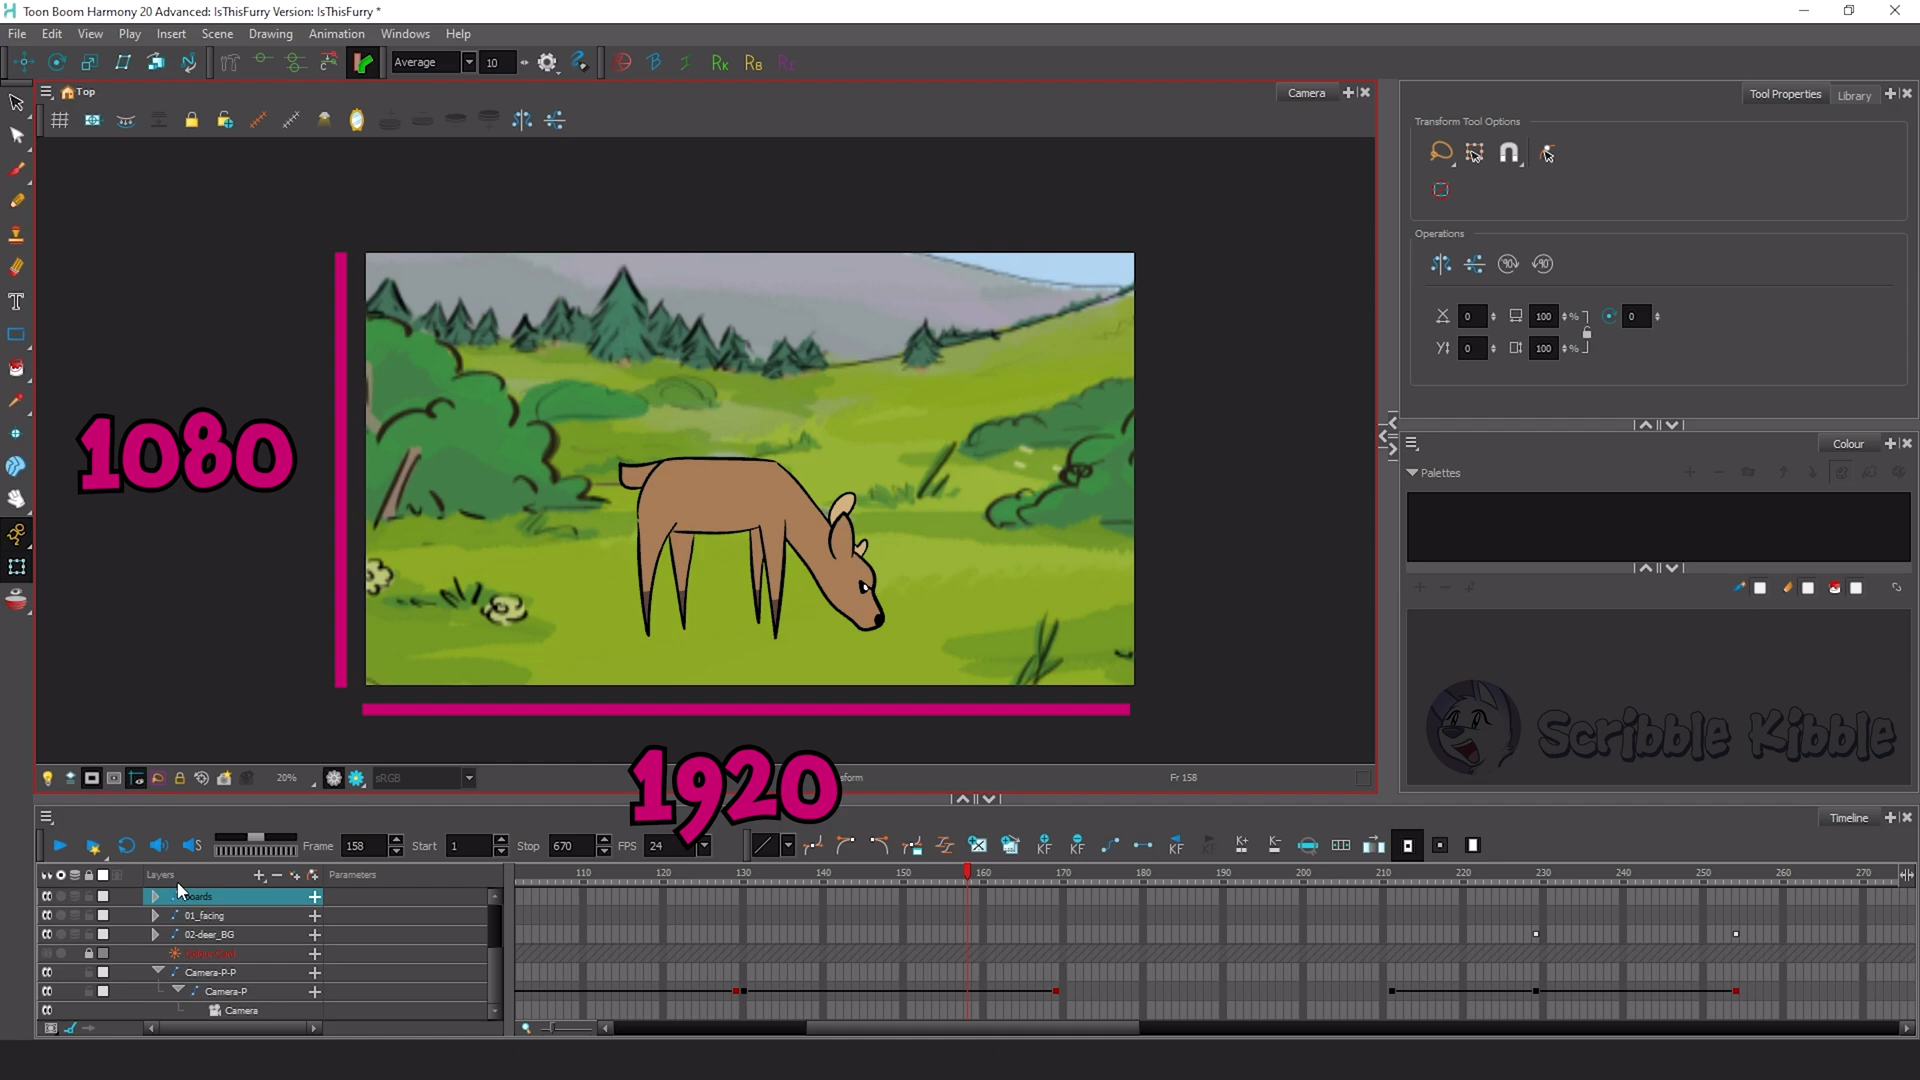 Toon Boom Harmony 20 Advanced: IsThisFurry Version: IsThisFurry *
File Edit View Play Insert Scene Drawing Animation Windows Help
Average 10
Top
Camera
Tool Properties Library
Transform Tool Options
Operations
0 100 % 0
0 100 %
1080
1920
Colour
Palettes
Scribble Kibble
20% sRGB
Fr 158
Timeline
Frame 158 Start 1 Stop 670 FPS 24
KF KF KF KF
Layers Parameters
110 120 130 140 150 160 170 180 190 200 210 220 230 240 250 260 270
01_facing
02-deer_BG
Camera-P-P
Camera-P
Camera